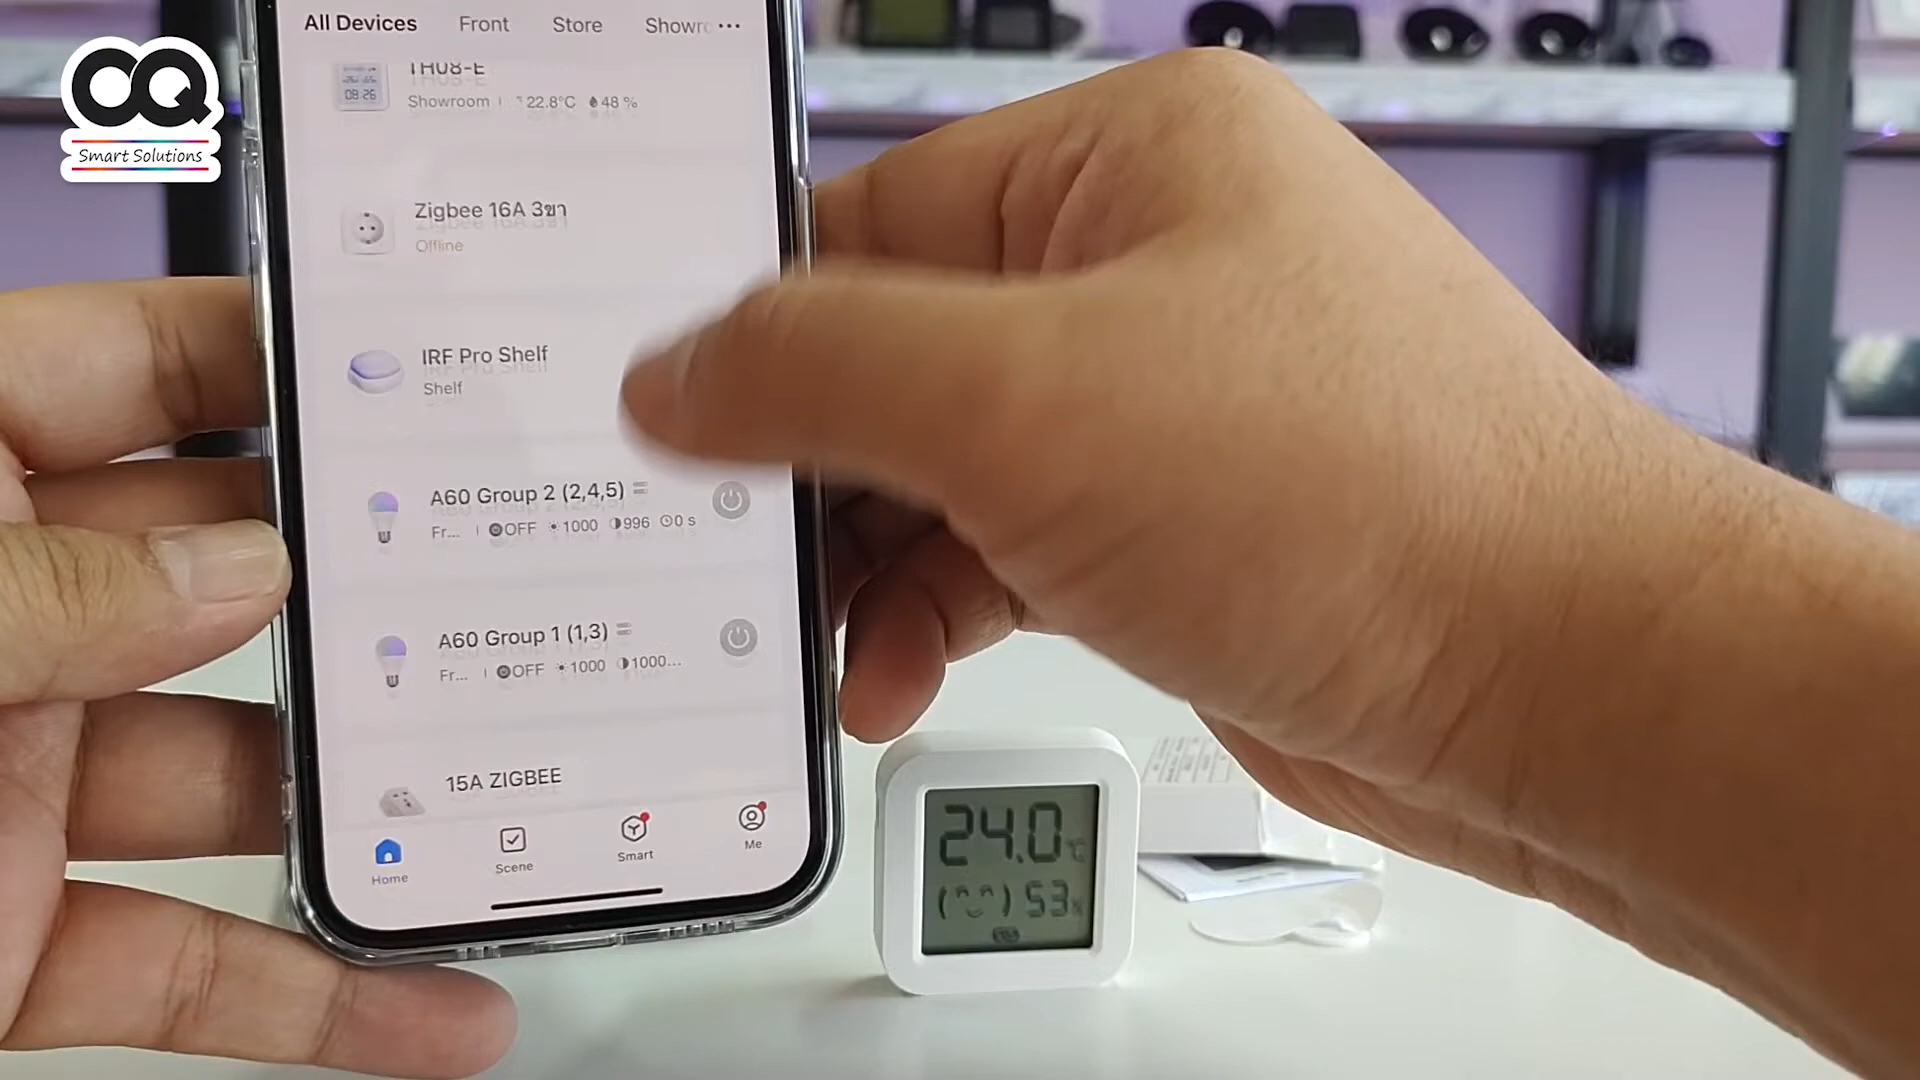 OQ
Smart Solutions
All Devices Front Store Showr
TH08-E
08:26
Showroom 22.8°C 48 %
Zigbee 16A 3ขา
Offline
IRF Pro Shelf
Shelf
A60 Group 2 (2,4,5)
Fr... OFF 1000 996 0 s
A60 Group 1 (1,3)
Fr... OFF 1000 1000...
15A ZIGBEE
Home Scene Smart Me
24.0 °C
(^‿^) 53%